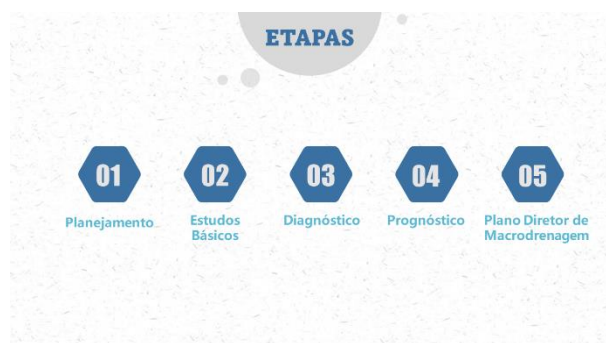 ETAPAS
01
02
03
04
05
Planejamento
Estudos
Básicos
Diagnóstico
Prognóstico
Plano Diretor de
Macrodrenagem